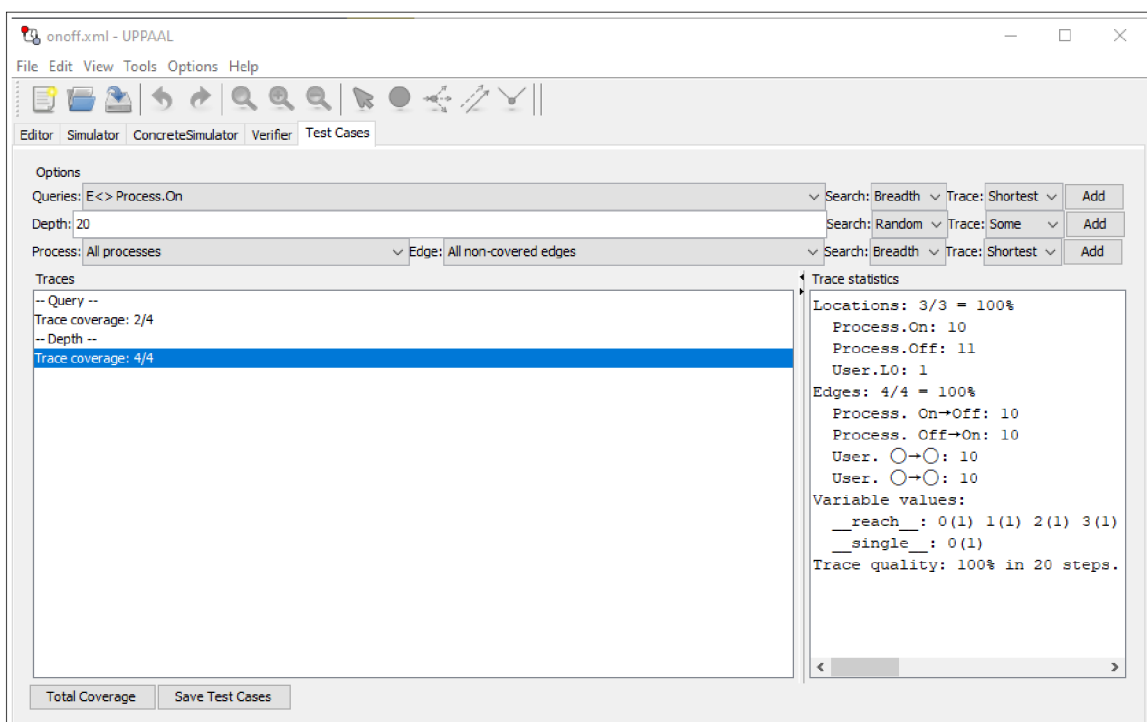 onoff.xml - UPPAAL
File Edit View Tools Options Help
Editor Simulator ConcreteSimulator Verifier Test Cases
Options
Queries: E<> Process.On Search: Breadth Trace: Shortest Add
Depth: 20 Search: Random Trace: Some Add
Process: All processes Edge: All non-covered edges Search: Breadth Trace: Shortest Add
Traces
-- Query --
Trace coverage: 2/4
-- Depth --
Trace coverage: 4/4
Trace statistics
Locations: 3/3 = 100%
Process.On: 10
Process.Off: 11
User.L0: 1
Edges: 4/4 = 100%
Process. On→Off: 10
Process. Off→On: 10
User. ◯→◯: 10
User. ◯→◯: 10
Variable values:
__reach__: 0(1) 1(1) 2(1) 3(1)
__single__: 0(1)
Trace quality: 100% in 20 steps.
Total Coverage Save Test Cases